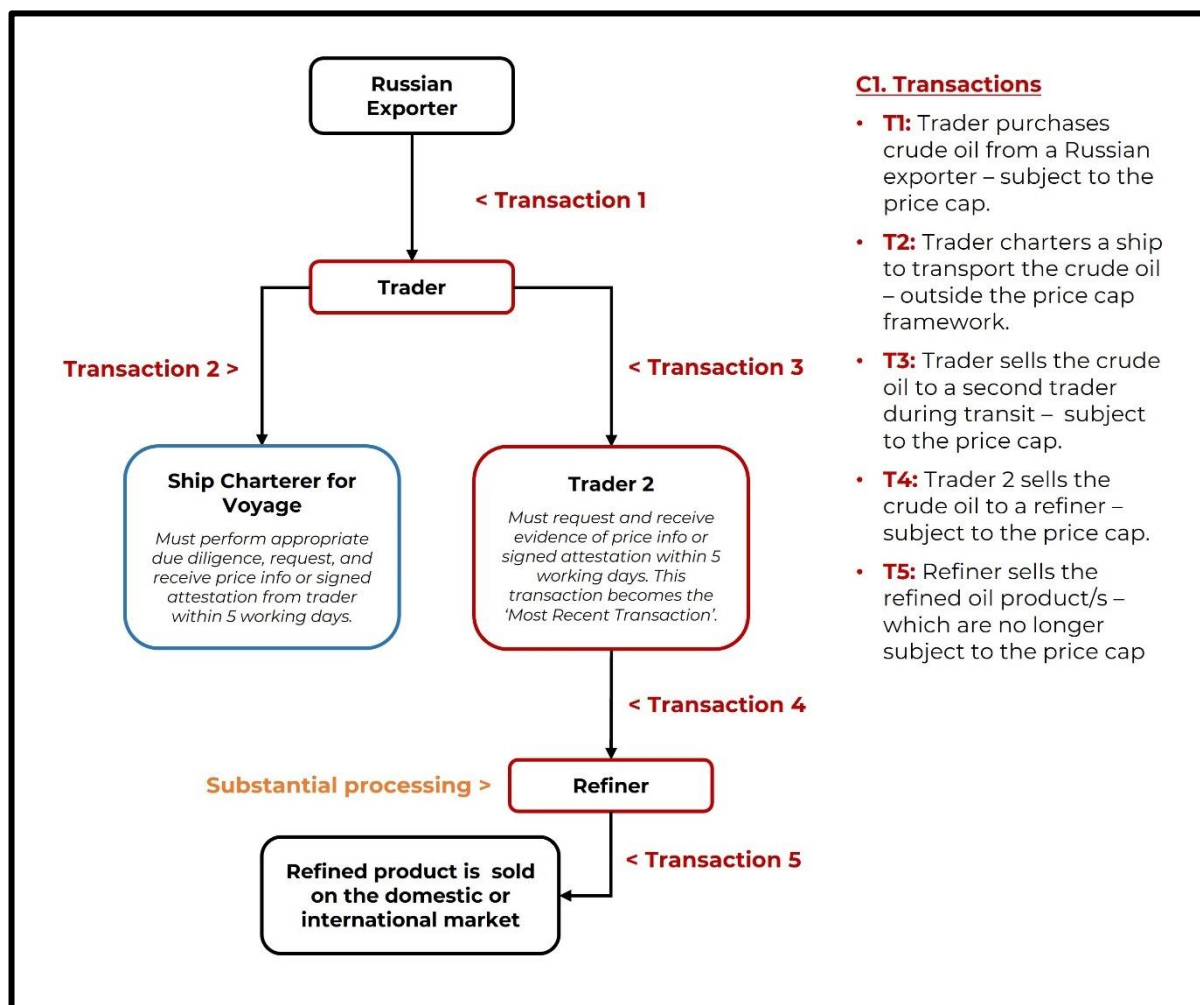 Russian
Exporter
< Transaction 1
Trader
Transaction 2 >
< Transaction 3
Ship Charterer for
Voyage
Must perform appropriate
due diligence, request, and
receive price info or signed
attestation from trader
within 5 working days.
Trader 2
Must request and receive
evidence of price info or
signed attestation within 5
working days. This
transaction becomes the
‘Most Recent Transaction’.
< Transaction 4
Substantial processing >
Refiner
< Transaction 5
Refined product is  sold
on the domestic or
international market
C1. Transactions
• T1: Trader purchases
crude oil from a Russian
exporter – subject to the
price cap.
• T2: Trader charters a ship
to transport the crude oil
– outside the price cap
framework.
• T3: Trader sells the crude
oil to a second trader
during transit –  subject
to the price cap.
• T4: Trader 2 sells the
crude oil to a refiner –
subject to the price cap.
• T5: Refiner sells the
refined oil product/s –
which are no longer
subject to the price cap